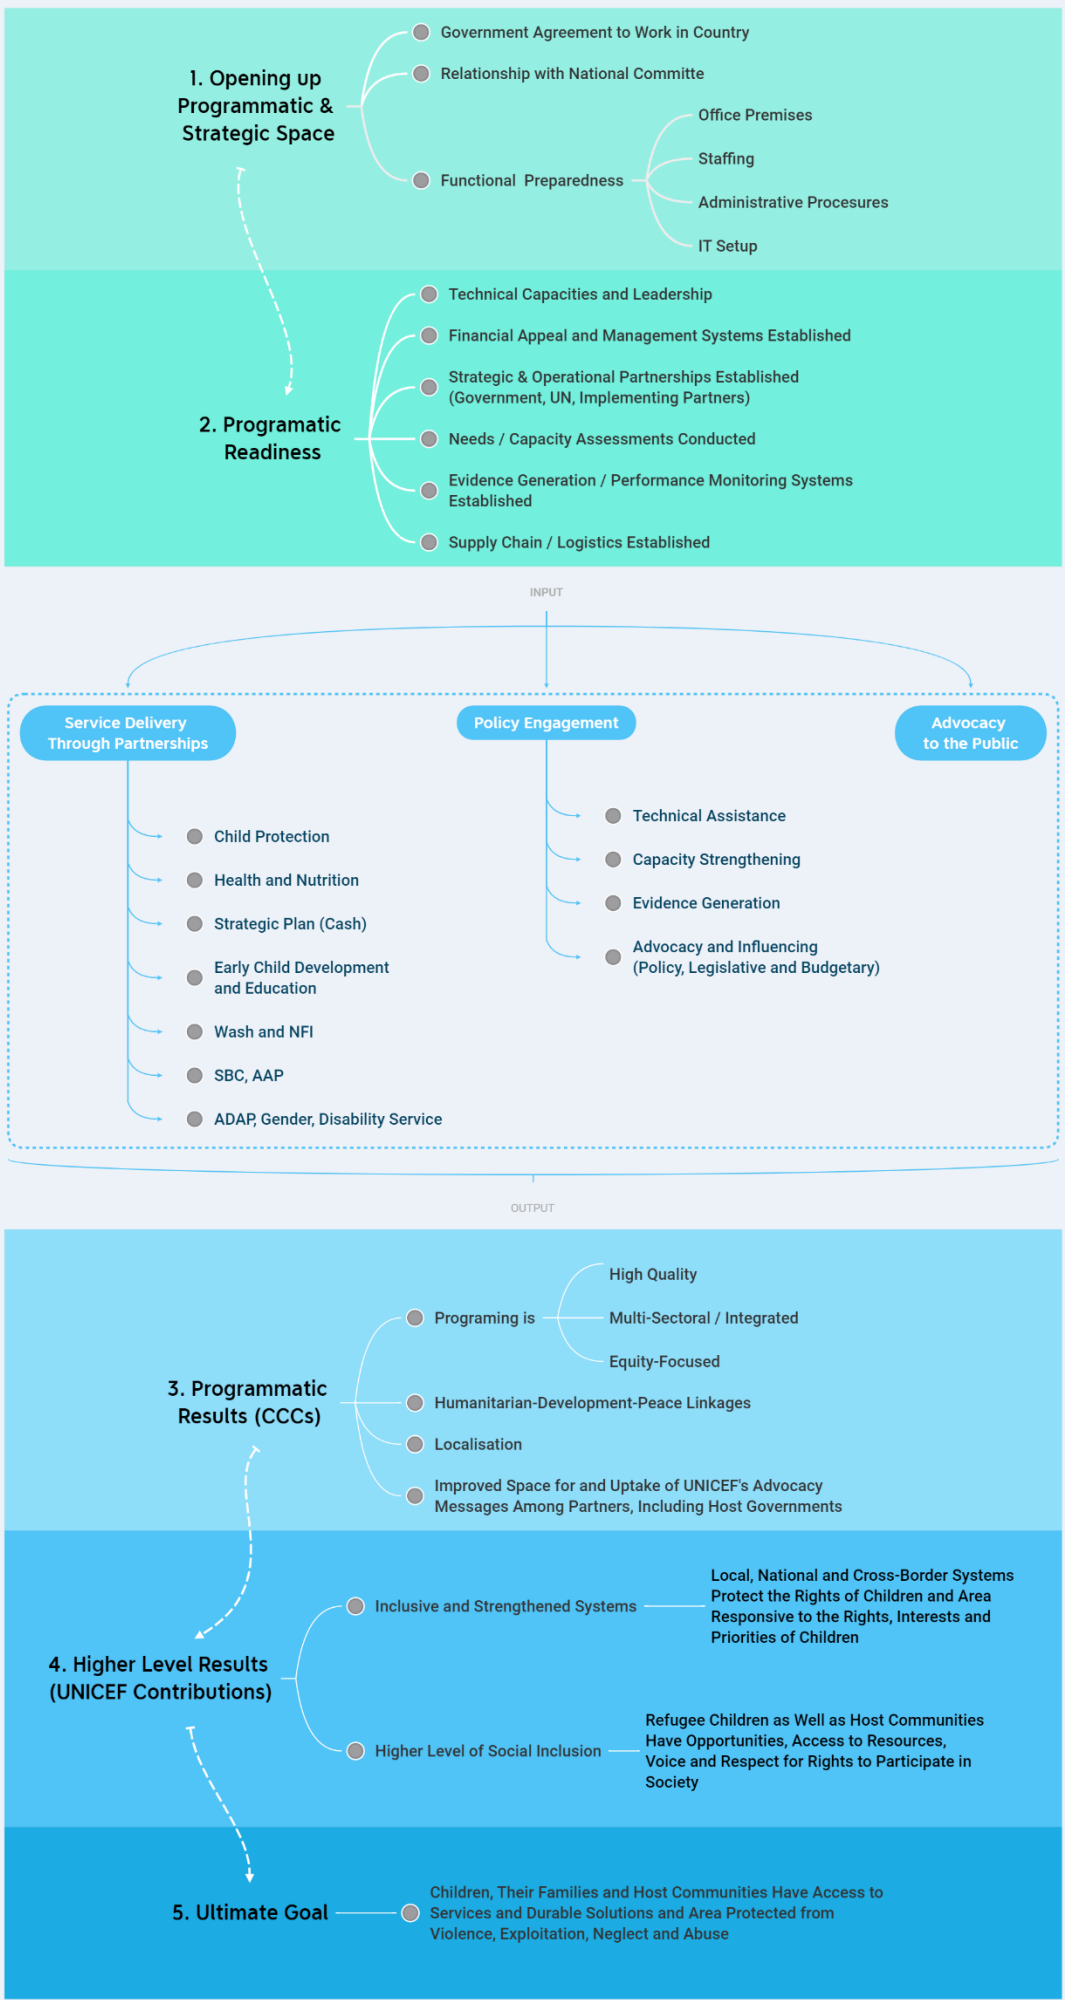 Government Agreement to Work in Country
Relationship with National Committe
1. Opening up
Programmatic &
Strategic Space
Functional Preparedness
Office Premises
Staffing
Administrative Procesures
IT Setup
Technical Capacities and Leadership
Financial Appeal and Management Systems Established
Strategic & Operational Partnerships Established
(Government, UN, Implementing Partners)
2. Programatic
Readiness
Needs / Capacity Assessments Conducted
Evidence Generation / Performance Monitoring Systems
Established
Supply Chain / Logistics Established
INPUT
Service Delivery
Through Partnerships
Child Protection
Health and Nutrition
Strategic Plan (Cash)
Early Child Development
and Education
Wash and NFI
SBC, AAP
ADAP, Gender, Disability Service
Policy Engagement
Technical Assistance
Capacity Strengthening
Evidence Generation
Advocacy and Influencing
(Policy, Legislative and Budgetary)
Advocacy
to the Public
OUTPUT
3. Programmatic
Results (CCCs)
Programing is
High Quality
Multi-Sectoral / Integrated
Equity-Focused
Humanitarian-Development-Peace Linkages
Localisation
Improved Space for and Uptake of UNICEF's Advocacy
Messages Among Partners, Including Host Governments
4. Higher Level Results
(UNICEF Contributions)
Inclusive and Strengthened Systems
Local, National and Cross-Border Systems
Protect the Rights of Children and Area
Responsive to the Rights, Interests and
Priorities of Children
Higher Level of Social Inclusion
Refugee Children as Well as Host Communities
Have Opportunities, Access to Resources,
Voice and Respect for Rights to Participate in
Society
5. Ultimate Goal
Children, Their Families and Host Communities Have Access to
Services and Durable Solutions and Area Protected from
Violence, Exploitation, Neglect and Abuse